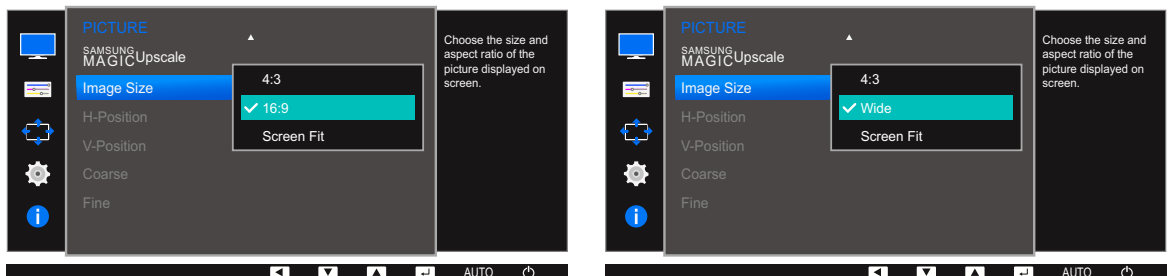 PICTURE
SAMSUNG
MAGIC Upscale
Image Size
H-Position
V-Position
Coarse
Fine
4:3
16:9
Screen Fit
Choose the size and
aspect ratio of the
picture displayed on
screen.
AUTO
PICTURE
SAMSUNG
MAGIC Upscale
Image Size
H-Position
V-Position
Coarse
Fine
4:3
Wide
Screen Fit
Choose the size and
aspect ratio of the
picture displayed on
screen.
AUTO